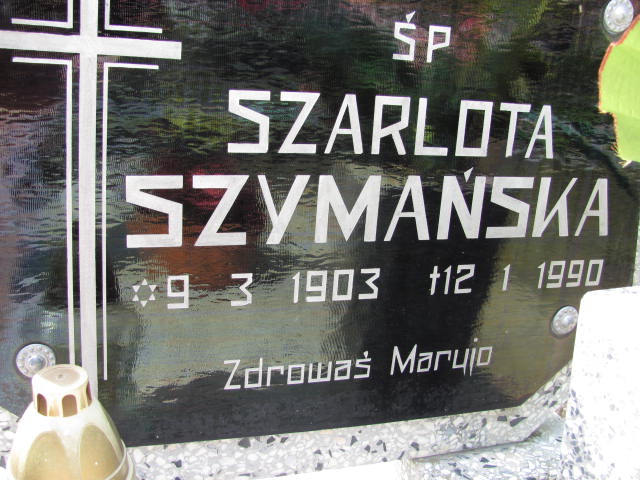 ŚP
SZARLOTA
SZYMAŃSKA
✡9 3 1903 †12 1 1990
Zdrowaś Maryjo